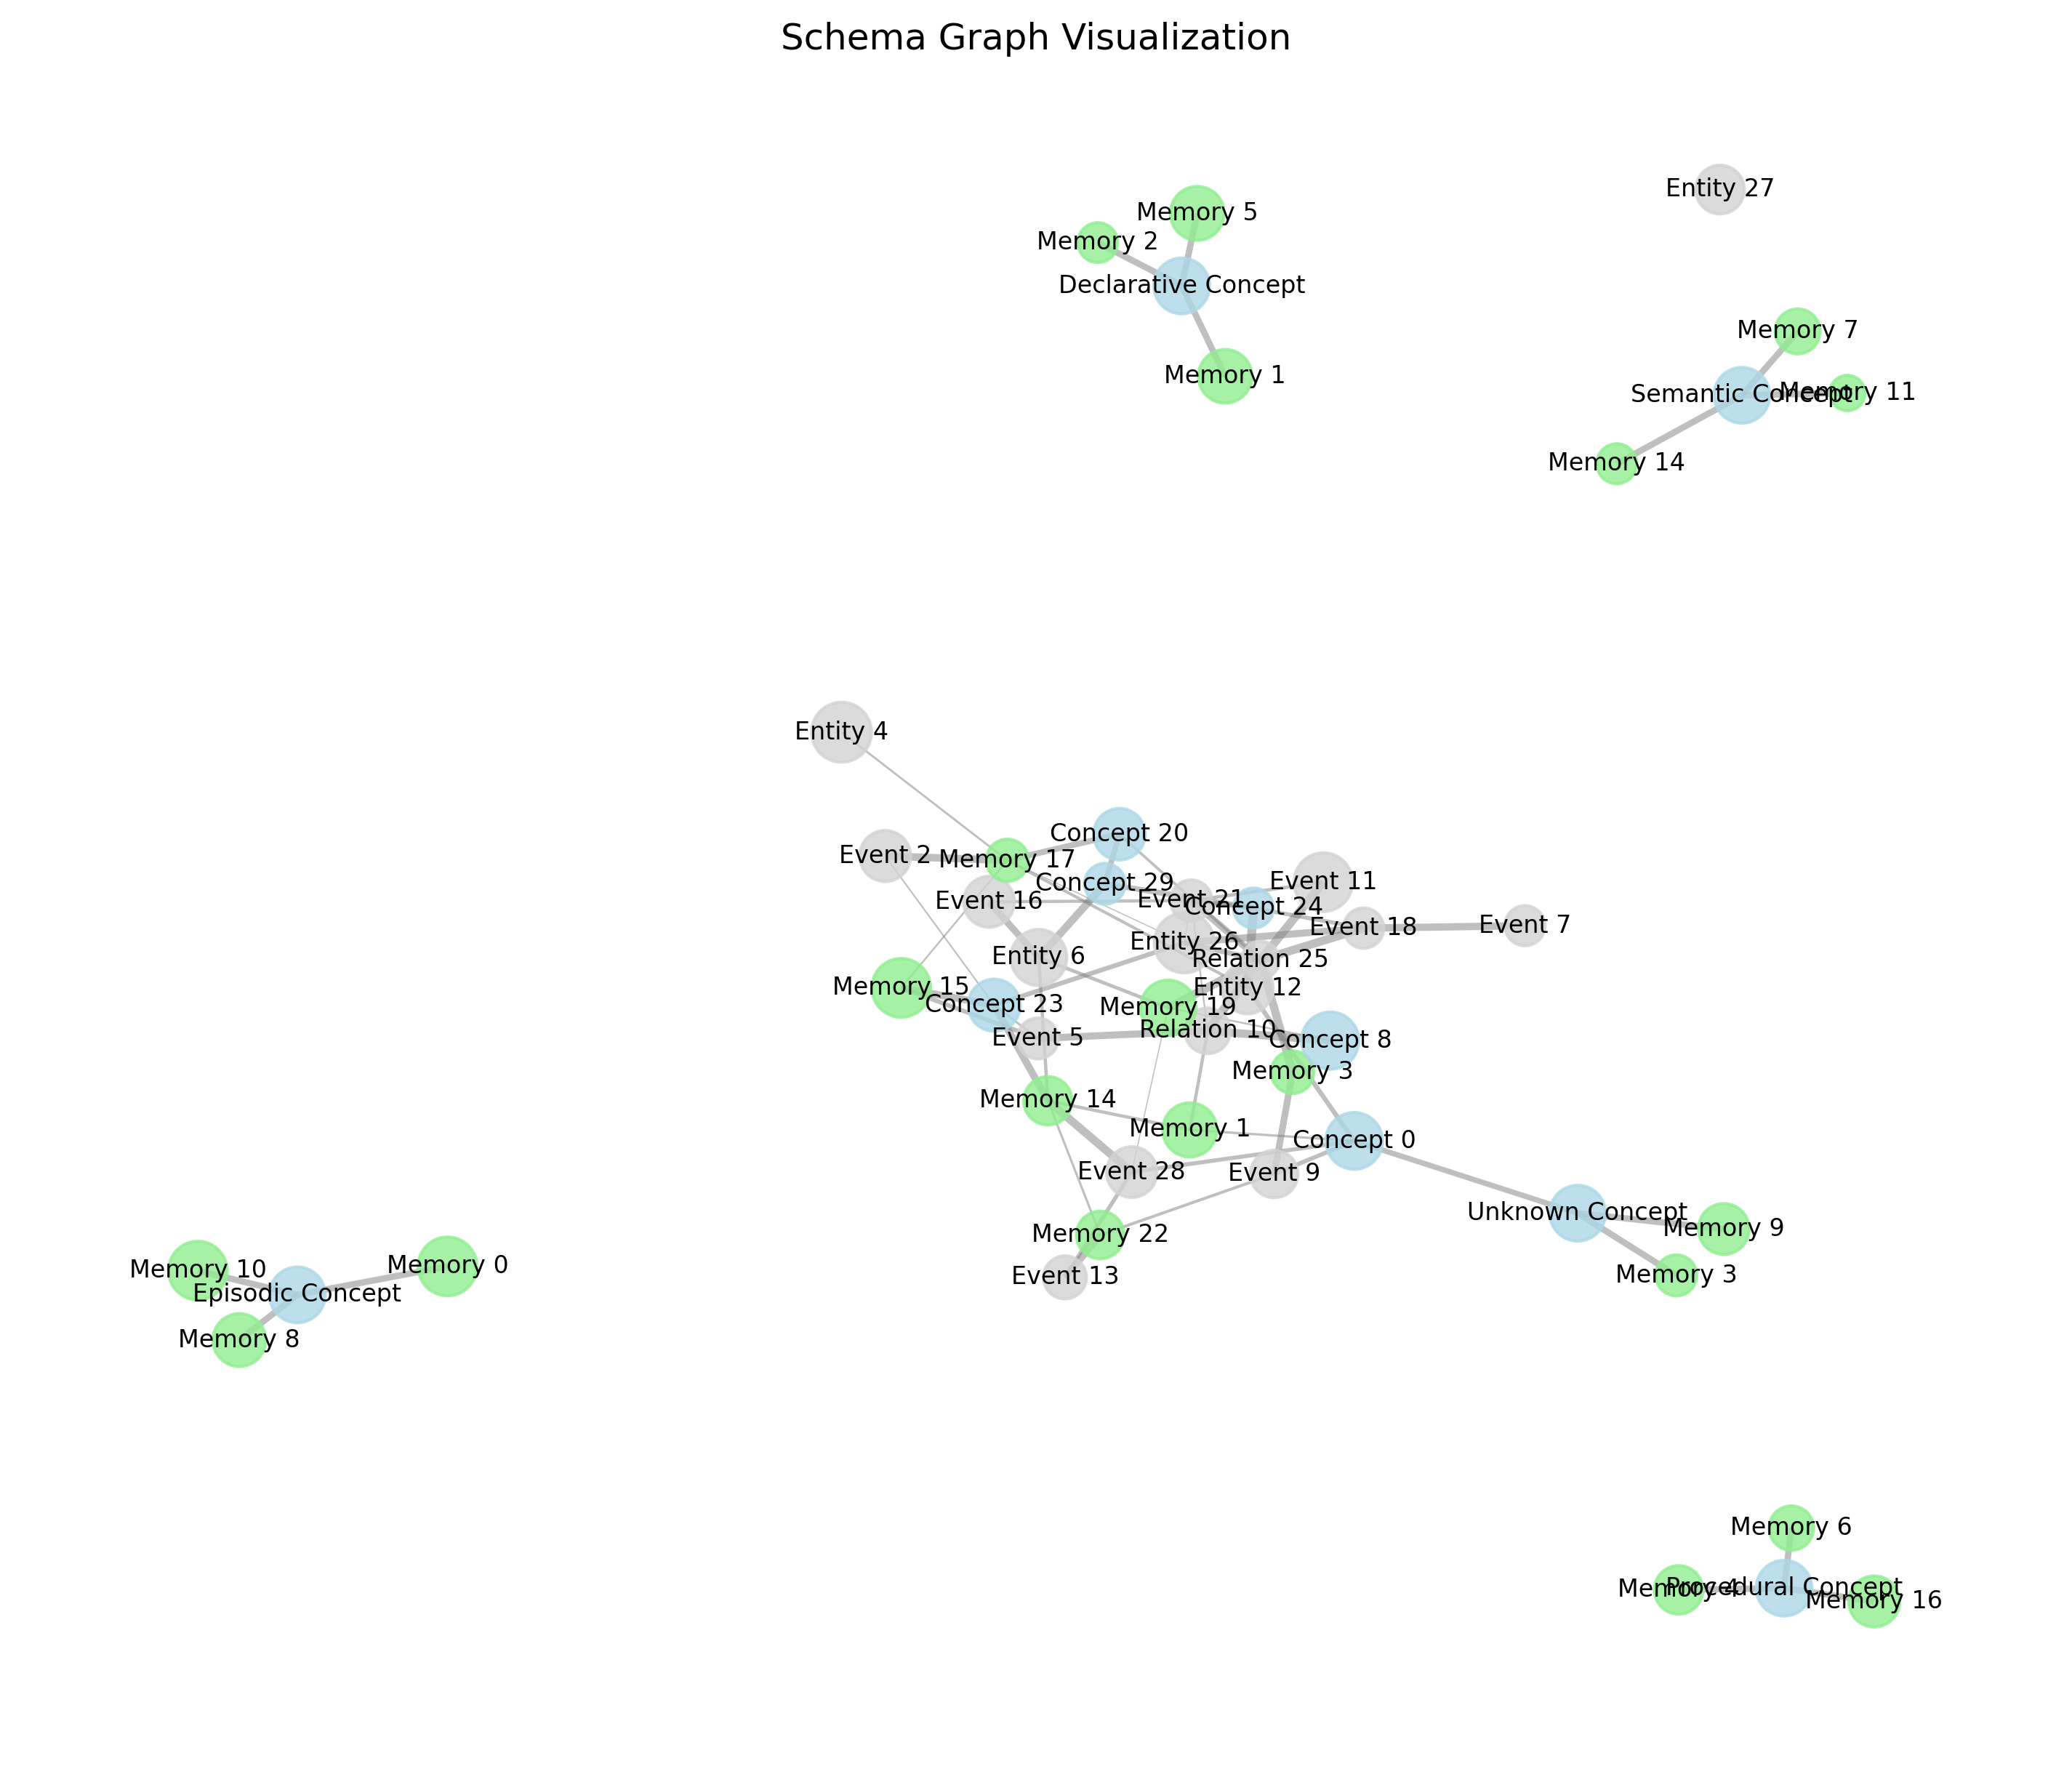 Schema Graph Visualization
Entity 27
Memory 5
Memory 2
Declarative Concept
Memory 7
Memory 1
Semantic Concept
Memory 11
Memory 14
Entity 4
Concept 20
Event 2
Memory 17
Concept 29
Event 11
Event 16
Event 21
Concept 24
Event 18
Event 7
Entity 26
Entity 6
Relation 25
Memory 15
Entity 12
Concept 23
Memory 19
Relation 10
Event 5
Concept 8
Memory 3
Memory 14
Memory 1
Concept 0
Event 28
Event 9
Unknown Concept
Memory 9
Memory 22
Memory 10
Memory 0
Event 13
Memory 3
Episodic Concept
Memory 8
Memory 6
Memory 4
Procedural Concept
Memory 16